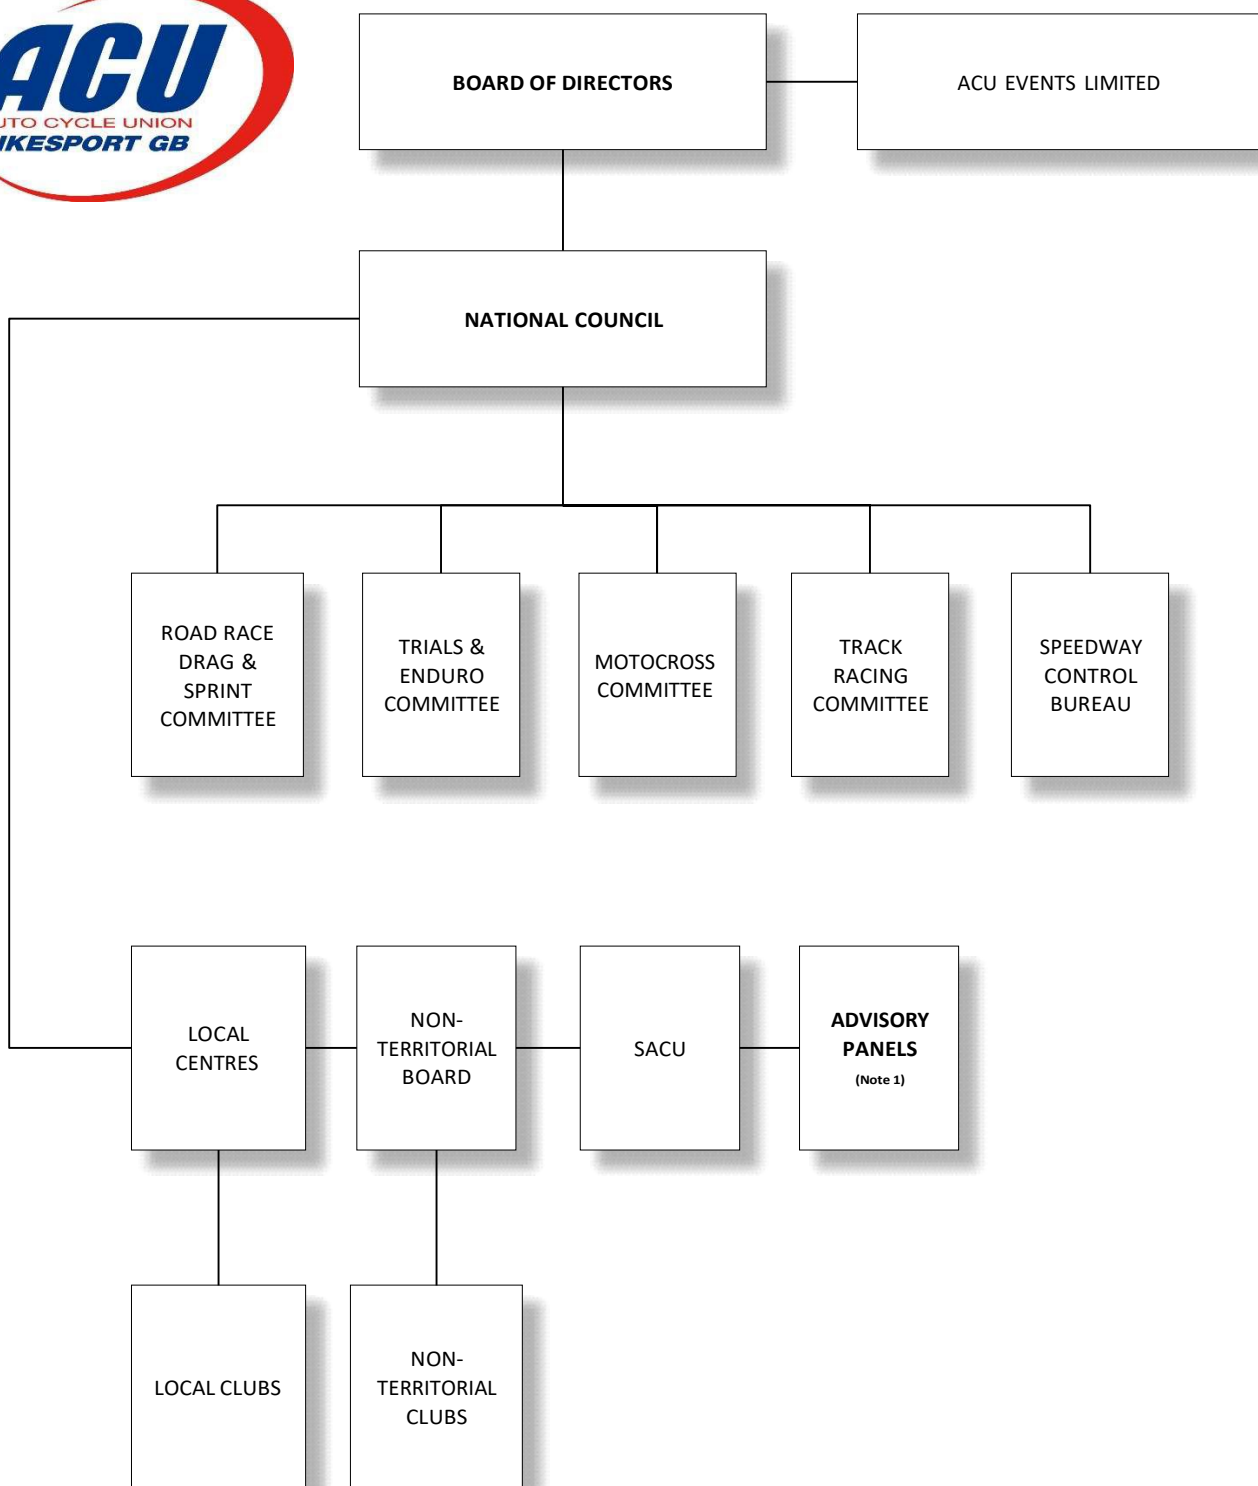 ACU
UTO CYCLE UNION
IKESPORT GB
BOARD OF DIRECTORS
ACU EVENTS LIMITED
NATIONAL COUNCIL
ROAD RACE
DRAG &
SPRINT
COMMITTEE
TRIALS &
ENDURO
COMMITTEE
MOTOCROSS
COMMITTEE
TRACK
RACING
COMMITTEE
SPEEDWAY
CONTROL
BUREAU
LOCAL
CENTRES
NON-
TERRITORIAL
BOARD
SACU
ADVISORY
PANELS
(Note 1)
LOCAL CLUBS
NON-
TERRITORIAL
CLUBS